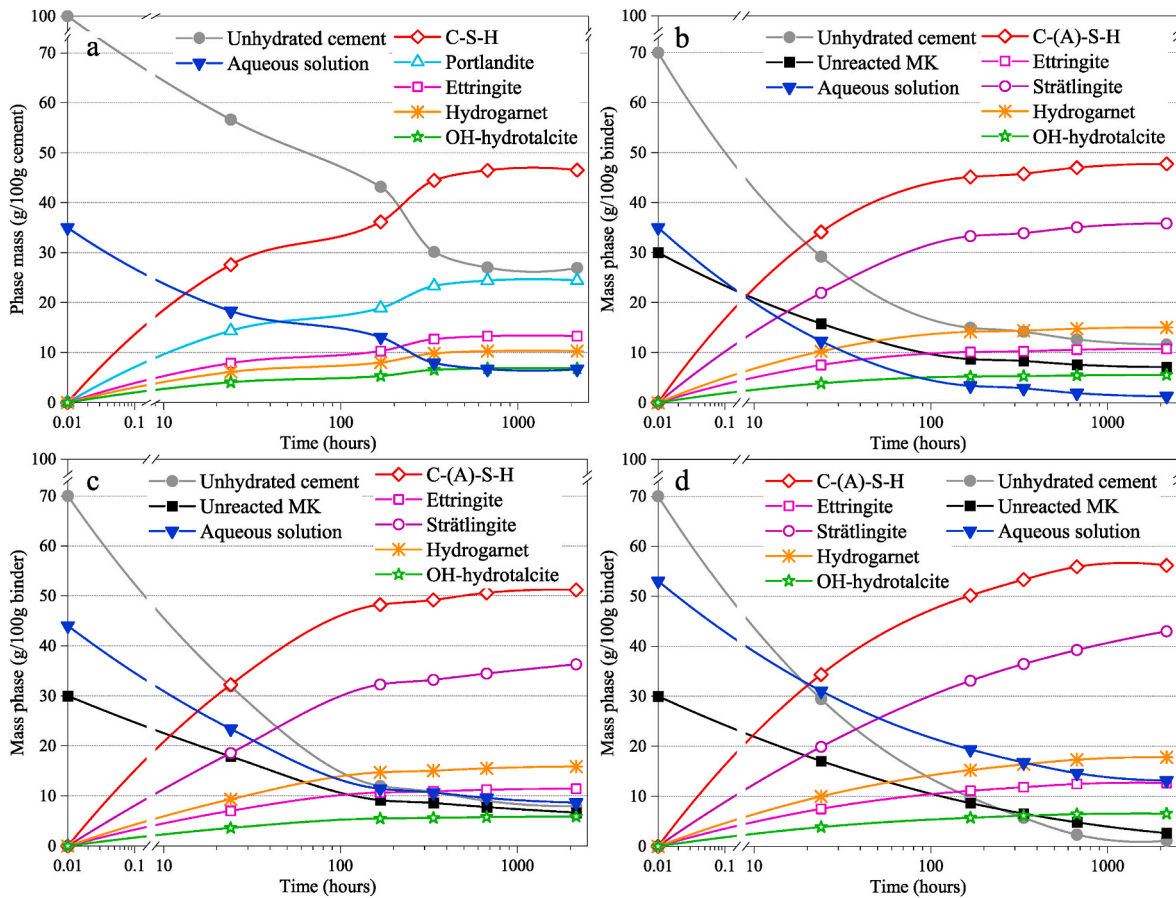 a
Phase mass (g/100g cement)
100
70
60
50
40
30
20
10
0
Unhydrated cement
Aqueous solution
C-S-H
Portlandite
Ettringite
Hydrogarnet
OH-hydrotalcite
0.01 0.1 10 100 1000
Time (hours)
b
Mass phase (g/100g binder)
100
70
60
50
40
30
20
10
0
Unhydrated cement
Unreacted MK
Aqueous solution
C-(A)-S-H
Ettringite
Strätlingite
Hydrogarnet
OH-hydrotalcite
0.01 0.1 10 100 1000
Time (hours)
c
Mass phase (g/100g binder)
100
70
60
50
40
30
20
10
0
Unhydrated cement
Unreacted MK
Aqueous solution
C-(A)-S-H
Ettringite
Strätlingite
Hydrogarnet
OH-hydrotalcite
0.01 0.1 10 100 1000
Time (hours)
d
Mass phase (g/100g binder)
100
70
60
50
40
30
20
10
0
C-(A)-S-H
Ettringite
Strätlingite
Hydrogarnet
OH-hydrotalcite
Unhydrated cement
Unreacted MK
Aqueous solution
0.01 0.1 10 100 1000
Time (hours)